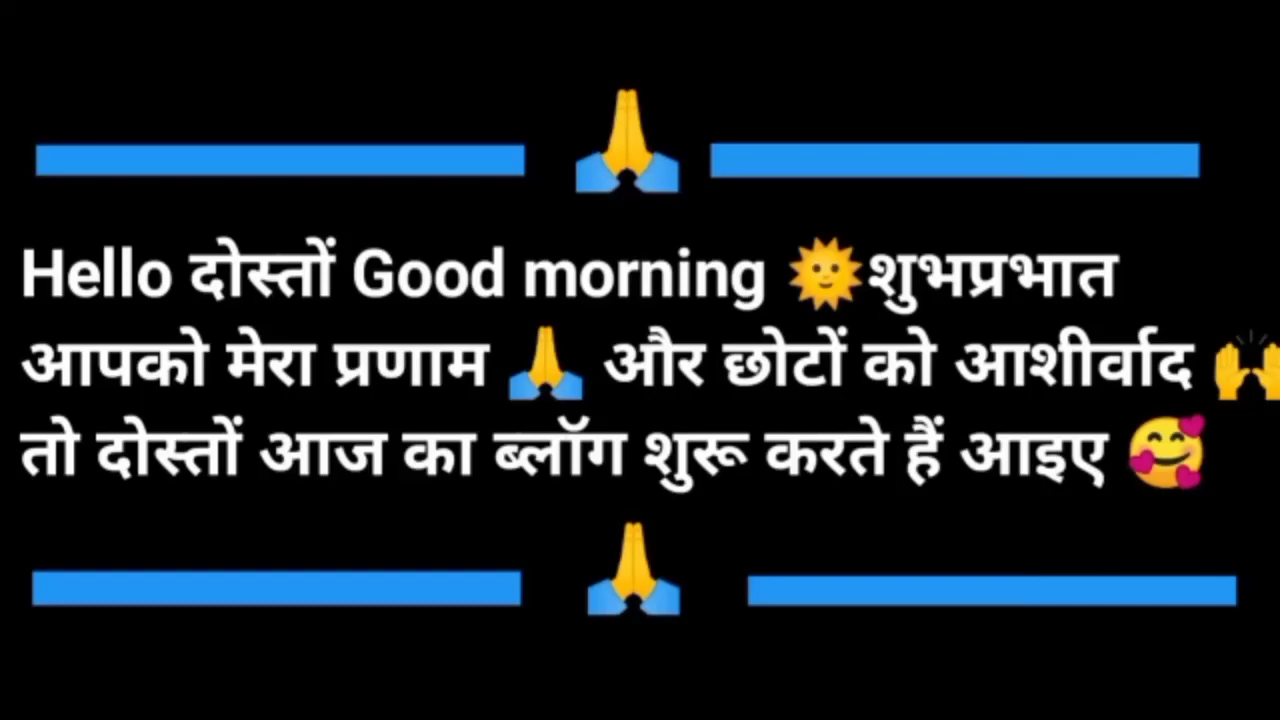 🙏
Hello दोस्तों Good morning 🌞शुभप्रभात
आपको मेरा प्रणाम 🙏 और छोटों को आशीर्वाद 🙌
तो दोस्तों आज का ब्लॉग शुरू करते हैं आइए 🥰
🙏